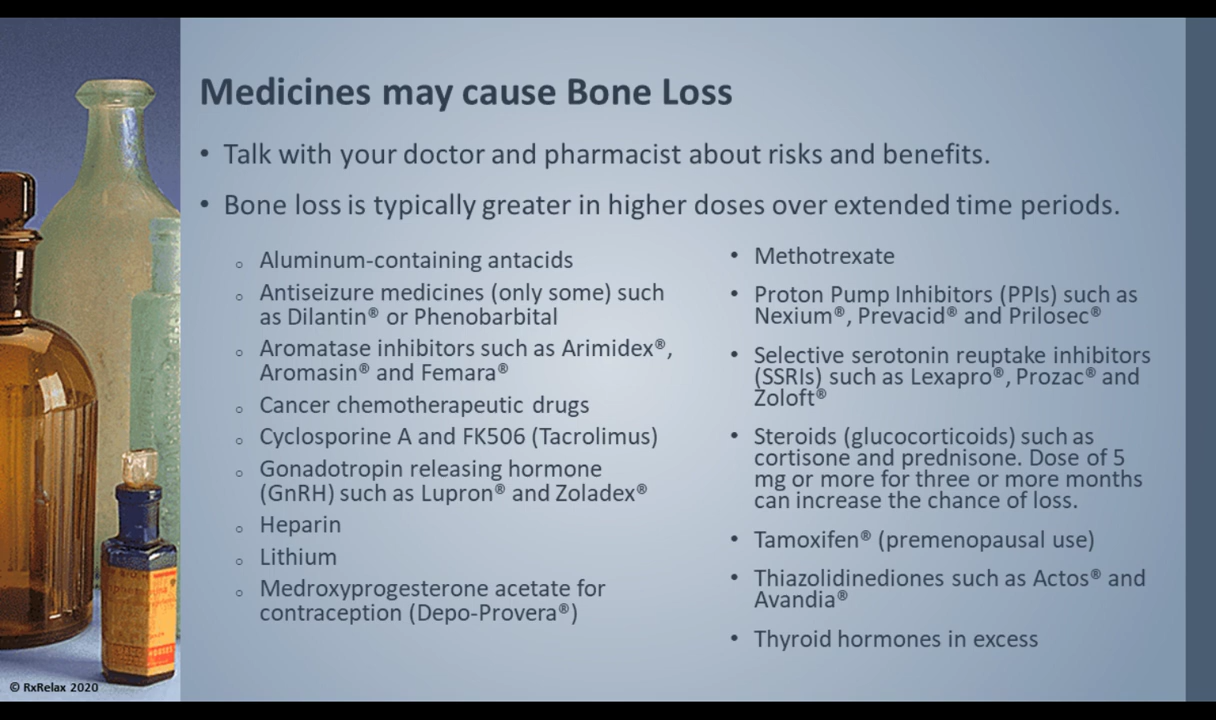 Medicines may cause Bone Loss
• Talk with your doctor and pharmacist about risks and benefits.
• Bone loss is typically greater in higher doses over extended time periods.
○ Aluminum-containing antacids
○ Antiseizure medicines (only some) such
as Dilantin® or Phenobarbital
○ Aromatase inhibitors such as Arimidex®,
Aromasin® and Femara®
○ Cancer chemotherapeutic drugs
○ Cyclosporine A and FK506 (Tacrolimus)
○ Gonadotropin releasing hormone
(GnRH) such as Lupron® and Zoladex®
○ Heparin
○ Lithium
○ Medroxyprogesterone acetate for
contraception (Depo-Provera®)
• Methotrexate
• Proton Pump Inhibitors (PPIs) such as
Nexium®, Prevacid® and Prilosec®
• Selective serotonin reuptake inhibitors
(SSRIs) such as Lexapro®, Prozac® and
Zoloft®
• Steroids (glucocorticoids) such as
cortisone and prednisone. Dose of 5
mg or more for three or more months
can increase the chance of loss.
• Tamoxifen® (premenopausal use)
• Thiazolidinediones such as Actos® and
Avandia®
• Thyroid hormones in excess
© RxRelax 2020